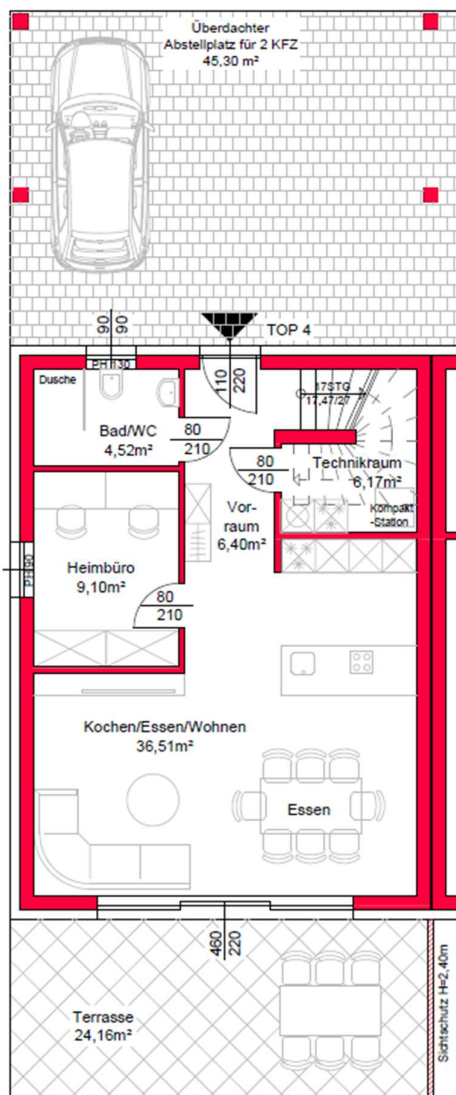 Überdachter
Abstellplatz für 2 KFZ
45,30 m²
90
90
TOP 4
PH 130
110
220
Dusche
17STG
17,47/27
Bad/WC
4,52m²
80
210
80
210
Technikraum
6,17m²
Vor-
raum
6,40m²
Kompakt
-Station
PH 90
Heimbüro
9,10m²
80
210
Kochen/Essen/Wohnen
36,51m²
Essen
460
220
Terrasse
24,16m²
Sichtschutz H=2,40m